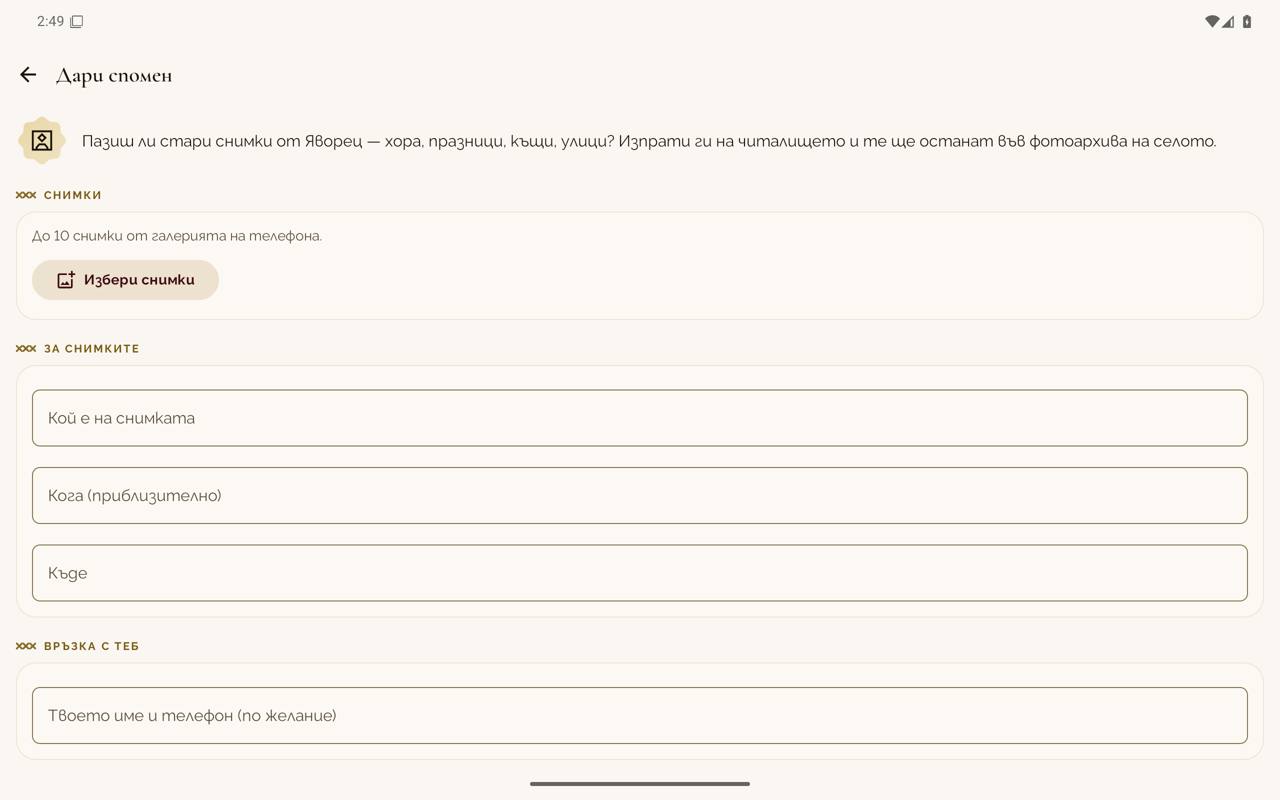 2:49
Дари спомен
Пазиш ли стари снимки от Яворец — хора, празници, къщи, улици? Изпрати ги на читалището и те ще останат във фотоархива на селото.
СНИМКИ
До 10 снимки от галерията на телефона.
Избери снимки
ЗА СНИМКИТЕ
Кой е на снимката
Кога (приблизително)
Къде
ВРЪЗКА С ТЕБ
Твоето име и телефон (по желание)